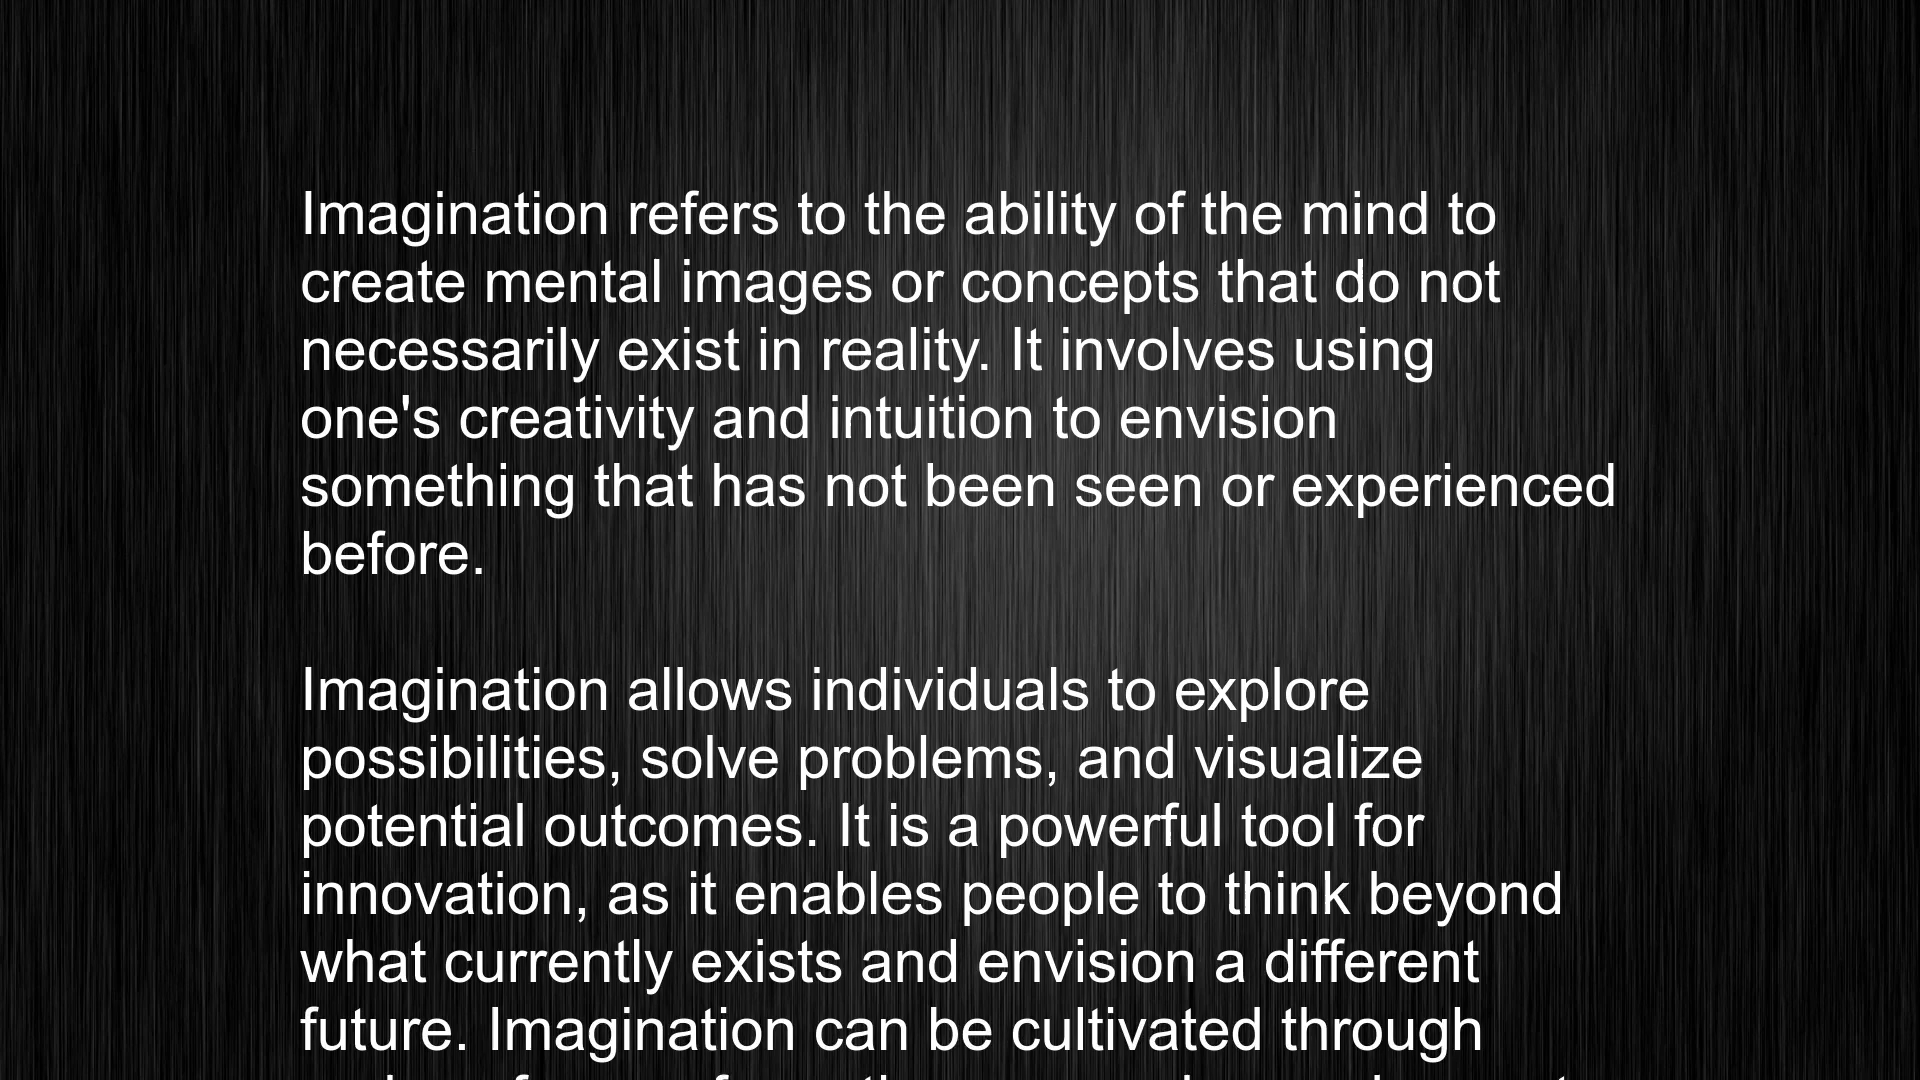 Imagination refers to the ability of the mind to
create mental images or concepts that do not
necessarily exist in reality. It involves using
one's creativity and intuition to envision
something that has not been seen or experienced
before.
Imagination allows individuals to explore
possibilities, solve problems, and visualize
potential outcomes. It is a powerful tool for
innovation, as it enables people to think beyond
what currently exists and envision a different
future. Imagination can be cultivated through